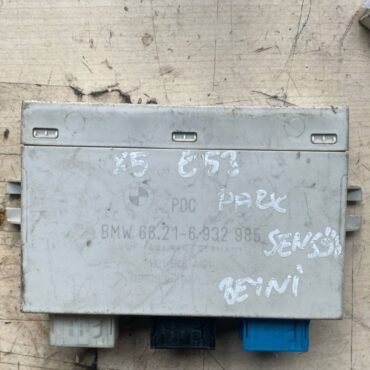 X5 E53
PDC
PARK
BMW 66.21-6 932 985
SENSÖR
BEYNİ